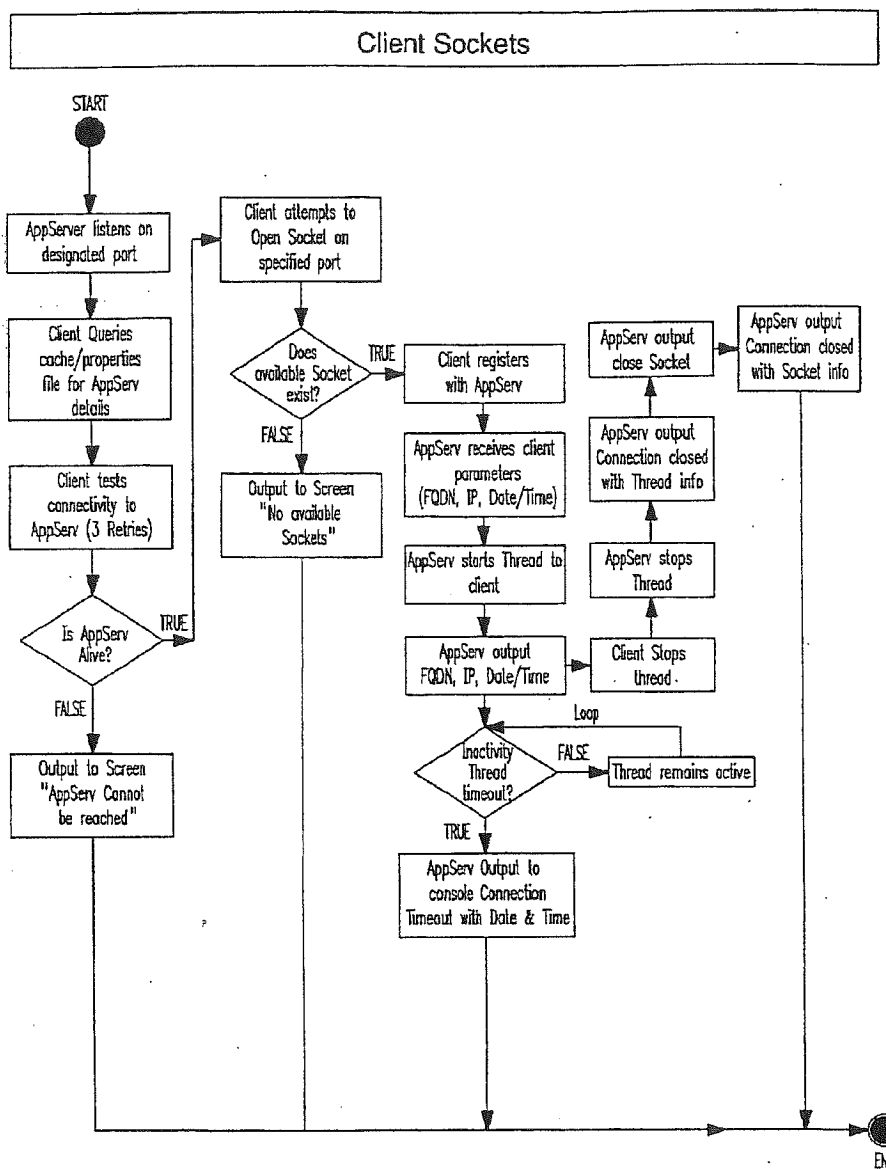 Client Sockets
START
AppServer listens on
designated port
Client Queries
cache/properties
file for AppServ
details
Client tests
connectivity to
AppServ (3 Retries)
Is AppServ
Alive?
TRUE
FALSE
Output to Screen
"AppServ Cannot
be reached"
Client attempts to
Open Socket on
specified port
Does
available Socket
exist?
TRUE
FALSE
Output to Screen
"No available
Sockets"
Client registers
with AppServ
AppServ receives client
parameters
(FQDN, IP, Date/Time)
AppServ starts Thread to
client
AppServ output
FQDN, IP, Date/Time
Client Stops
thread
AppServ stops
Thread
AppServ output
Connection closed
with Thread info
AppServ output
close Socket
AppServ output
Connection closed
with Socket info
Loop
Inactivity
Thread
timeout?
FALSE
Thread remains active
TRUE
AppServ Output to
console Connection
Timeout with Date & Time